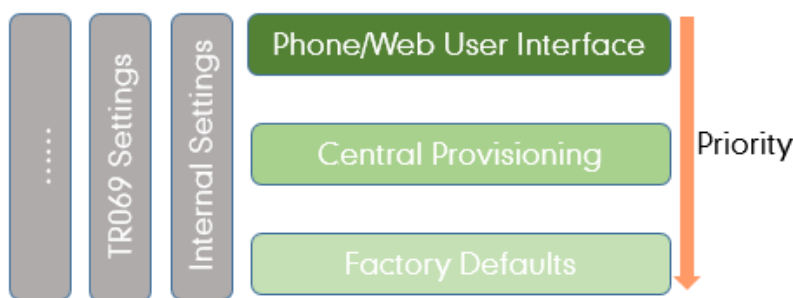 ......
TR069 Settings
Internal Settings
Phone/Web User Interface
Central Provisioning
Factory Defaults
Priority